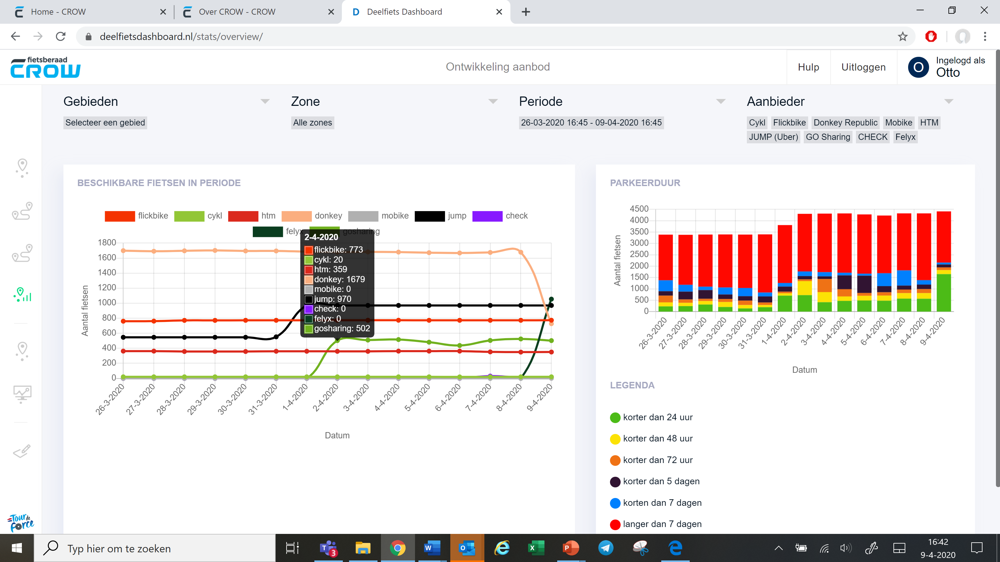 Home - CROW
Over CROW - CROW
D Deelfiets Dashboard
deelfietsdashboard.nl/stats/overview/
fietsberaad
CROW
Ontwikkeling aanbod
Hulp
Uitloggen
O
Ingelogd als
Otto
Gebieden
Selecteer een gebied
Zone
Alle zones
Periode
26-03-2020 16:45 - 09-04-2020 16:45
Aanbieder
Cykl Flickbike Donkey Republic Mobike HTM
JUMP (Uber) GO Sharing CHECK Felyx
BESCHIKBARE FIETSEN IN PERIODE
flickbike cykl htm donkey mobike jump check
felyx gosharing
2-4-2020
flickbike: 773
cykl: 20
htm: 359
donkey: 1679
mobike: 0
jump: 970
check: 0
felyx: 0
gosharing: 502
Aantal fietsen
1800
1600
1400
1200
1000
800
600
400
200
0
26-3-2020 27-3-2020 28-3-2020 29-3-2020 30-3-2020 31-3-2020 1-4-2020 2-4-2020 3-4-2020 4-4-2020 5-4-2020 6-4-2020 7-4-2020 8-4-2020 9-4-2020
Datum
PARKEERDUUR
Aantal fietsen
4500
4000
3500
3000
2500
2000
1500
1000
500
0
26-3-2020 27-3-2020 28-3-2020 29-3-2020 30-3-2020 31-3-2020 1-4-2020 2-4-2020 3-4-2020 4-4-2020 5-4-2020 6-4-2020 7-4-2020 8-4-2020 9-4-2020
Datum
LEGENDA
korter dan 24 uur
korter dan 48 uur
korter dan 72 uur
korter dan 5 dagen
korten dan 7 dagen
langer dan 7 dagen
Tour de
Force
Typ hier om te zoeken
T 3
W
O
X
P
16:42
9-4-2020